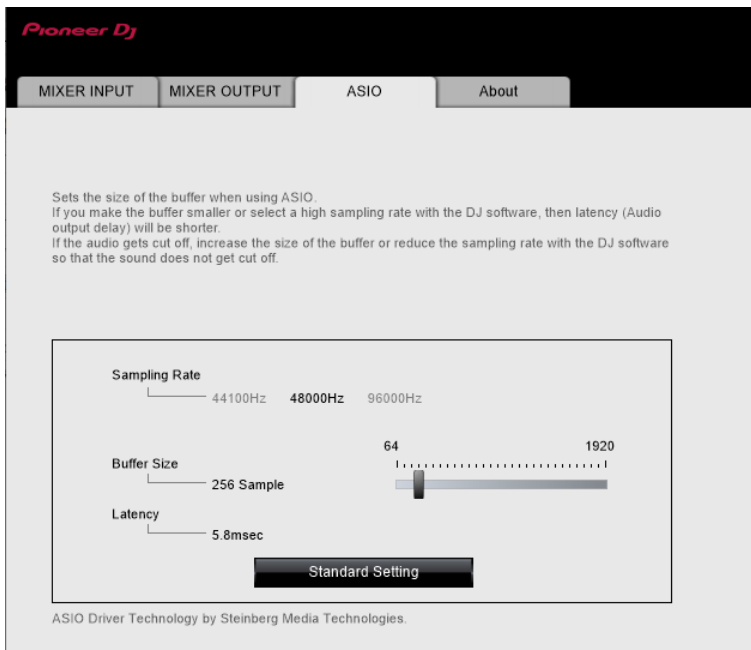 Pioneer Dj
MIXER INPUT MIXER OUTPUT ASIO About
Sets the size of the buffer when using ASIO.
If you make the buffer smaller or select a high sampling rate with the DJ software, then latency (Audio
output delay) will be shorter.
If the audio gets cut off, increase the size of the buffer or reduce the sampling rate with the DJ software
so that the sound does not get cut off.
Sampling Rate
44100Hz 48000Hz 96000Hz
64 1920
Buffer Size
256 Sample
Latency
5.8msec
Standard Setting
ASIO Driver Technology by Steinberg Media Technologies.